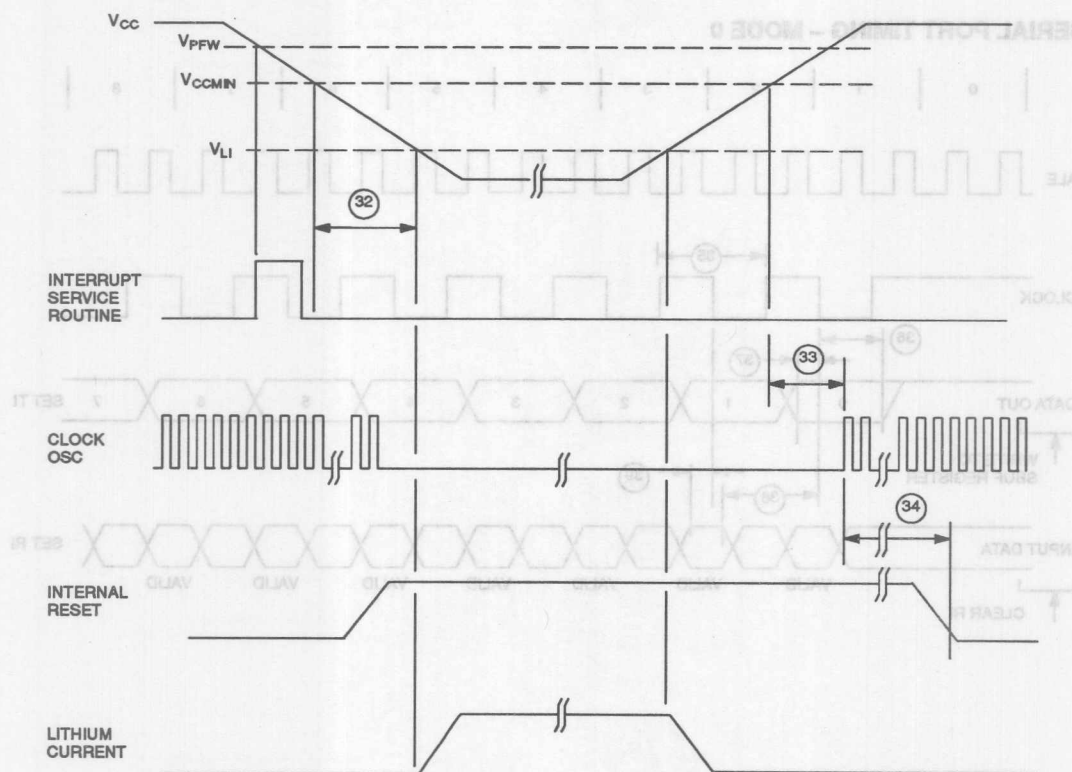 VCC
VPFW
VCCMIN
VLI
32
INTERRUPT
SERVICE
ROUTINE
33
CLOCK
OSC
34
INTERNAL
RESET
LITHIUM
CURRENT